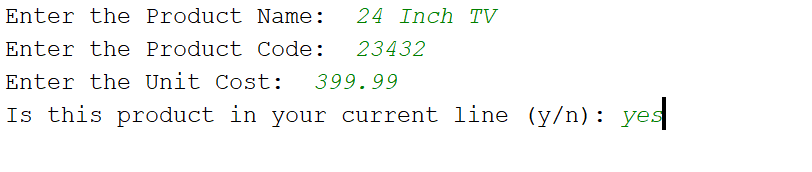 Enter the Product Name:  24 Inch TV
Enter the Product Code:  23432
Enter the Unit Cost:  399.99
Is this product in your current line (y/n): yes